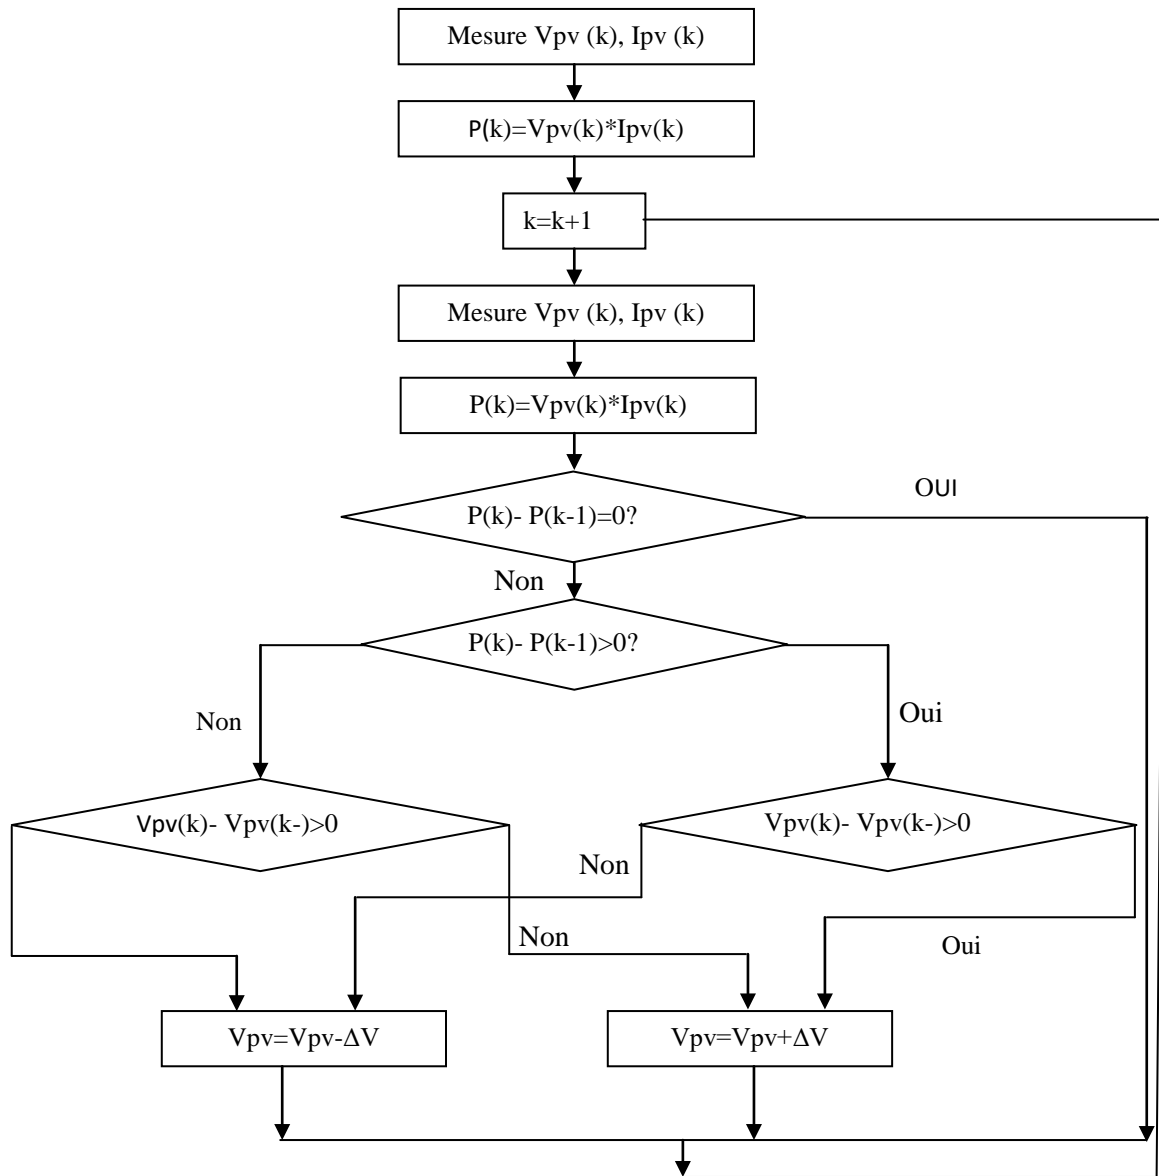 Mesure Vpv (k), Ipv (k)
P(k)=Vpv(k)*Ipv(k)
k=k+1
Mesure Vpv (k), Ipv (k)
P(k)=Vpv(k)*Ipv(k)
OUI
P(k)- P(k-1)=0?
Non
P(k)- P(k-1)>0?
Non
Oui
Vpv(k)- Vpv(k-)>0
Vpv(k)- Vpv(k-)>0
Non
Non
Oui
Vpv=Vpv-ΔV
Vpv=Vpv+ΔV